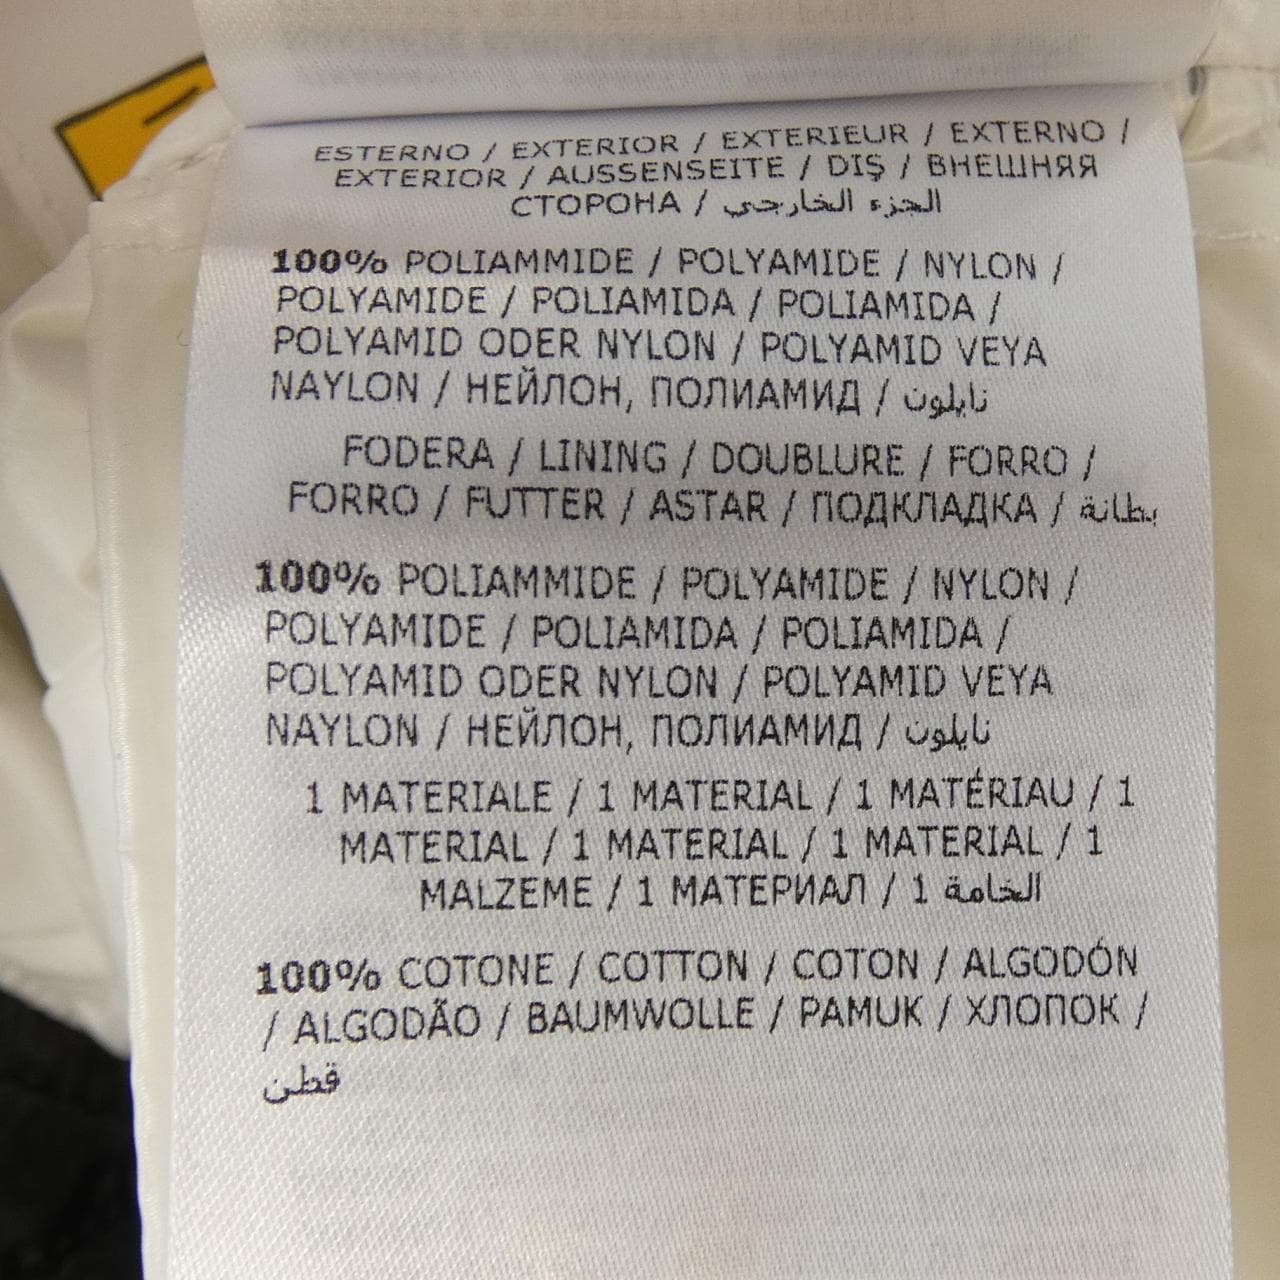 ESTERNO / EXTERIOR / EXTERIEUR / EXTERNO /
EXTERIOR / AUSSENSEITE / DIŞ / ВНЕШНЯЯ
СТОРОНА / الجزء الخارجي
100% POLIAMMIDE / POLYAMIDE / NYLON /
POLYAMIDE / POLIAMIDA / POLIAMIDA /
POLYAMID ODER NYLON / POLYAMID VEYA
NAYLON / НЕЙЛОН, ПОЛИАМИД / نايلون
FODERA / LINING / DOUBLURE / FORRO /
FORRO / FUTTER / ASTAR / ПОДКЛАДКА / بطانة
100% POLIAMMIDE / POLYAMIDE / NYLON /
POLYAMIDE / POLIAMIDA / POLIAMIDA /
POLYAMID ODER NYLON / POLYAMID VEYA
NAYLON / НЕЙЛОН, ПОЛИАМИД / نايلون
1 MATERIALE / 1 MATERIAL / 1 MATÉRIAU / 1
MATERIAL / 1 MATERIAL / 1 MATERIAL / 1
MALZEME / 1 МАТЕРИАЛ / 1 الخامة
100% COTONE / COTTON / COTON / ALGODÓN
/ ALGODÃO / BAUMWOLLE / PAMUK / ХЛОПОК /
قطن